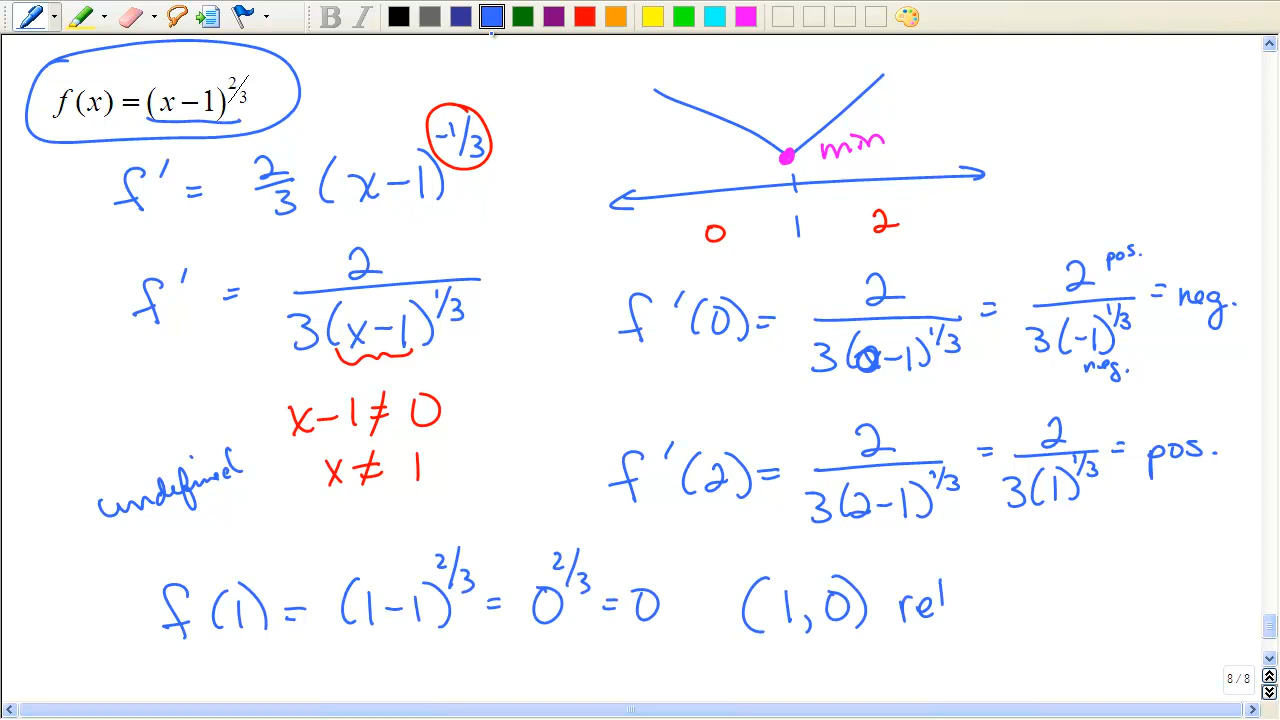 B I
f(x) = (x−1)^{2/3}
f' = 2/3 (x−1)^{-1/3}
f' = 2 / 3(x−1)^{1/3}
x−1 ≠ 0
x ≠ 1
undefined
min
0 1 2
f'(0) = 2 / 3(0−1)^{1/3} = 2 / 3(−1)^{1/3} = neg.
pos.
neg.
f'(2) = 2 / 3(2−1)^{1/3} = 2 / 3(1)^{1/3} = pos.
f(1) = (1−1)^{2/3} = 0^{2/3} = 0 (1,0) rel
8/8